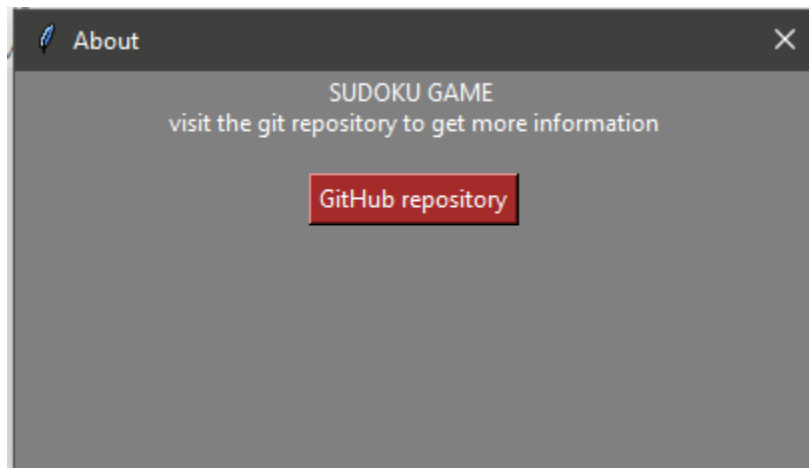 About
SUDOKU GAME
visit the git repository to get more information
GitHub repository